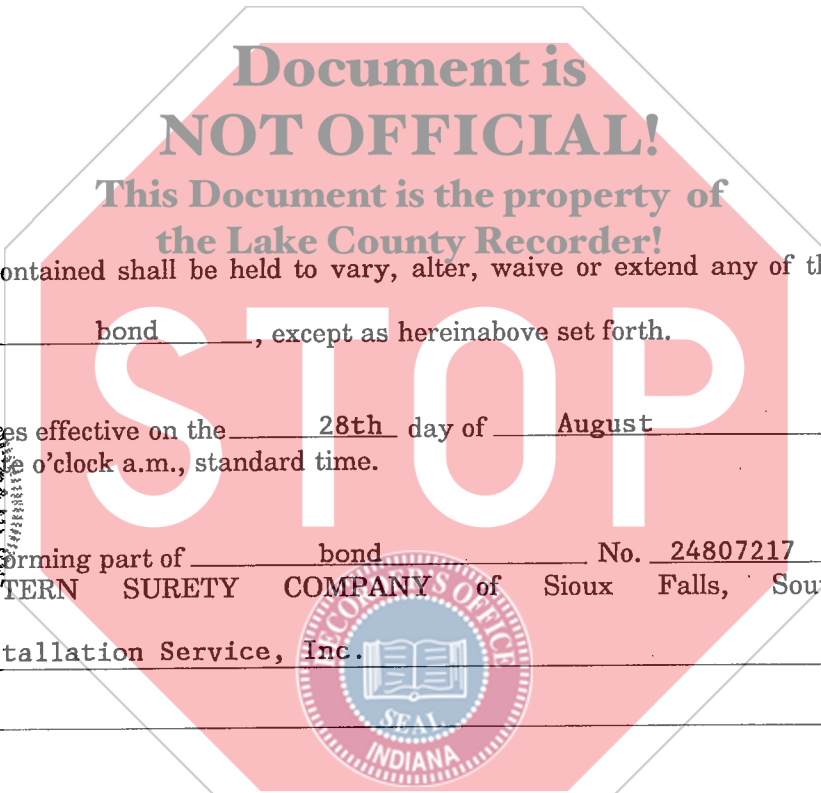 Document is
NOT OFFICIAL!
This Document is the property of
the Lake County Recorder!
ontained shall be held to vary, alter, waive or extend any of th
bond, except as hereinabove set forth.
STOP
es effective on the 28th day of August
o'clock a.m., standard time.
orming part of bond No. 24807217
TERN SURETY COMPANY of Sioux Falls, Sou
tallation Service, Inc.
RECORDER'S OFFICE
SEAL
INDIANA